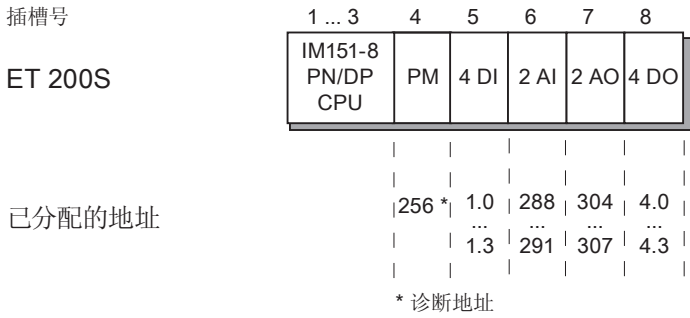 插槽号 1 ... 3 4 5 6 7 8
ET 200S
IM151-8 PN/DP CPU
PM
4 DI
2 AI
2 AO
4 DO
已分配的地址
256 *
1.0 ... 1.3
288 ... 291
304 ... 307
4.0 ... 4.3
* 诊断地址